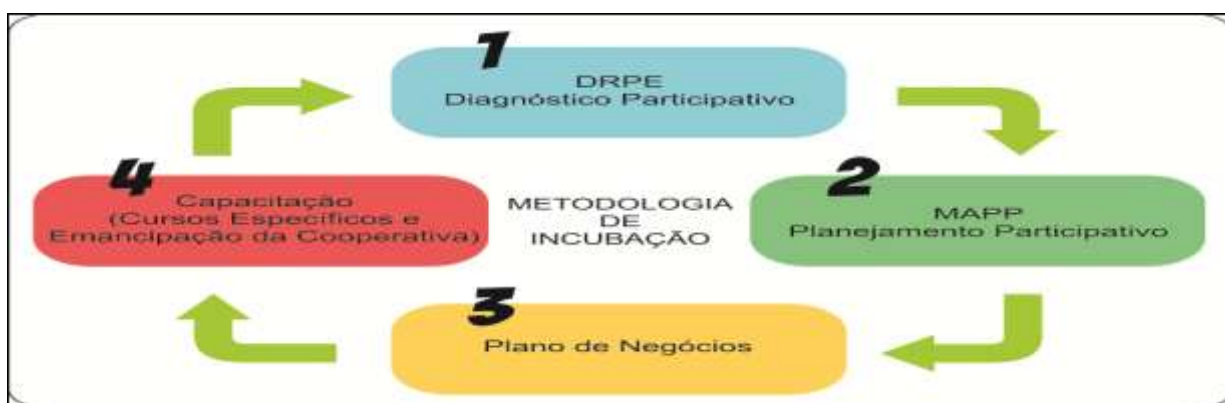 1
DRPE
Diagnóstico Participativo
2
MAPP
Planejamento Participativo
3
Plano de Negócios
4
Capacitação
(Cursos Específicos e
Emancipação da Cooperativa)
METODOLOGIA
DE
INCUBAÇÃO